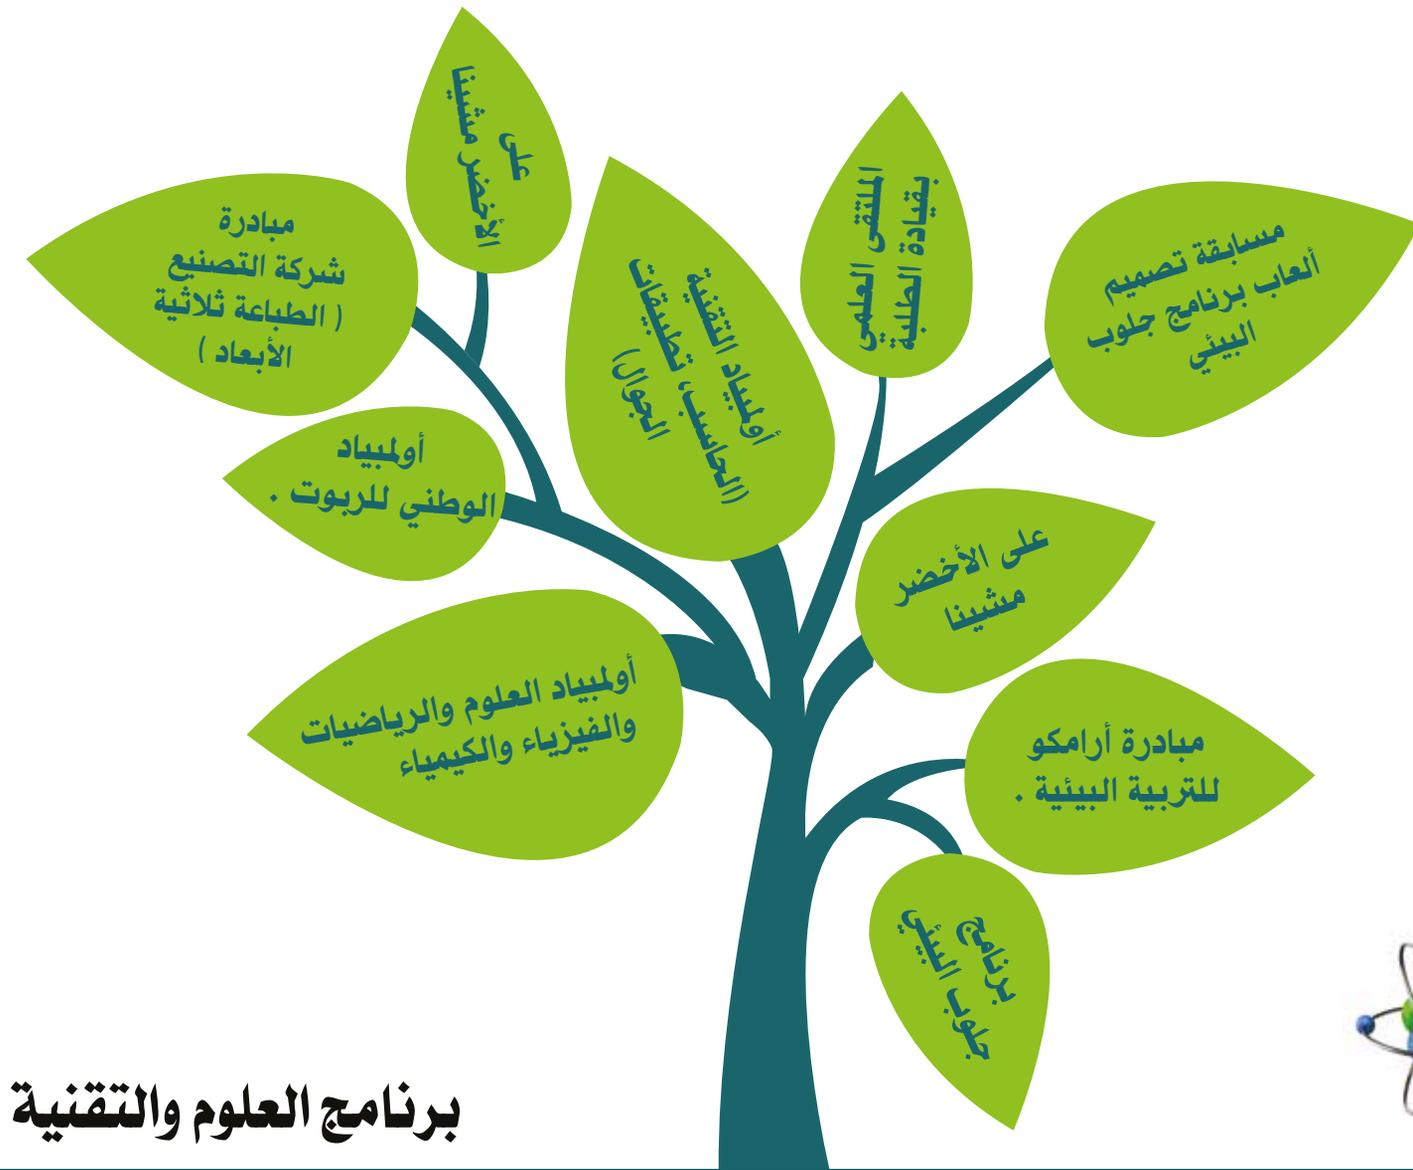 على
الأخضر مشينا
مبادرة
شركة التصنيع
( الطباعة ثلاثية
الأبعاد )
أولمبياد التقنية
((الحاسب، تطبيقات
الجوال)
الملتقى العلمي
بقيادة الطلبة
مسابقة تصميم
ألعاب برنامج جلوب
البيئي
أولمبياد
الوطني للربوت .
على الأخضر
مشينا
أولمبياد العلوم والرياضيات
والفيزياء والكيمياء
مبادرة أرامكو
للتربية البيئية .
برنامج
جلوب البيئي
برنامج العلوم والتقنية